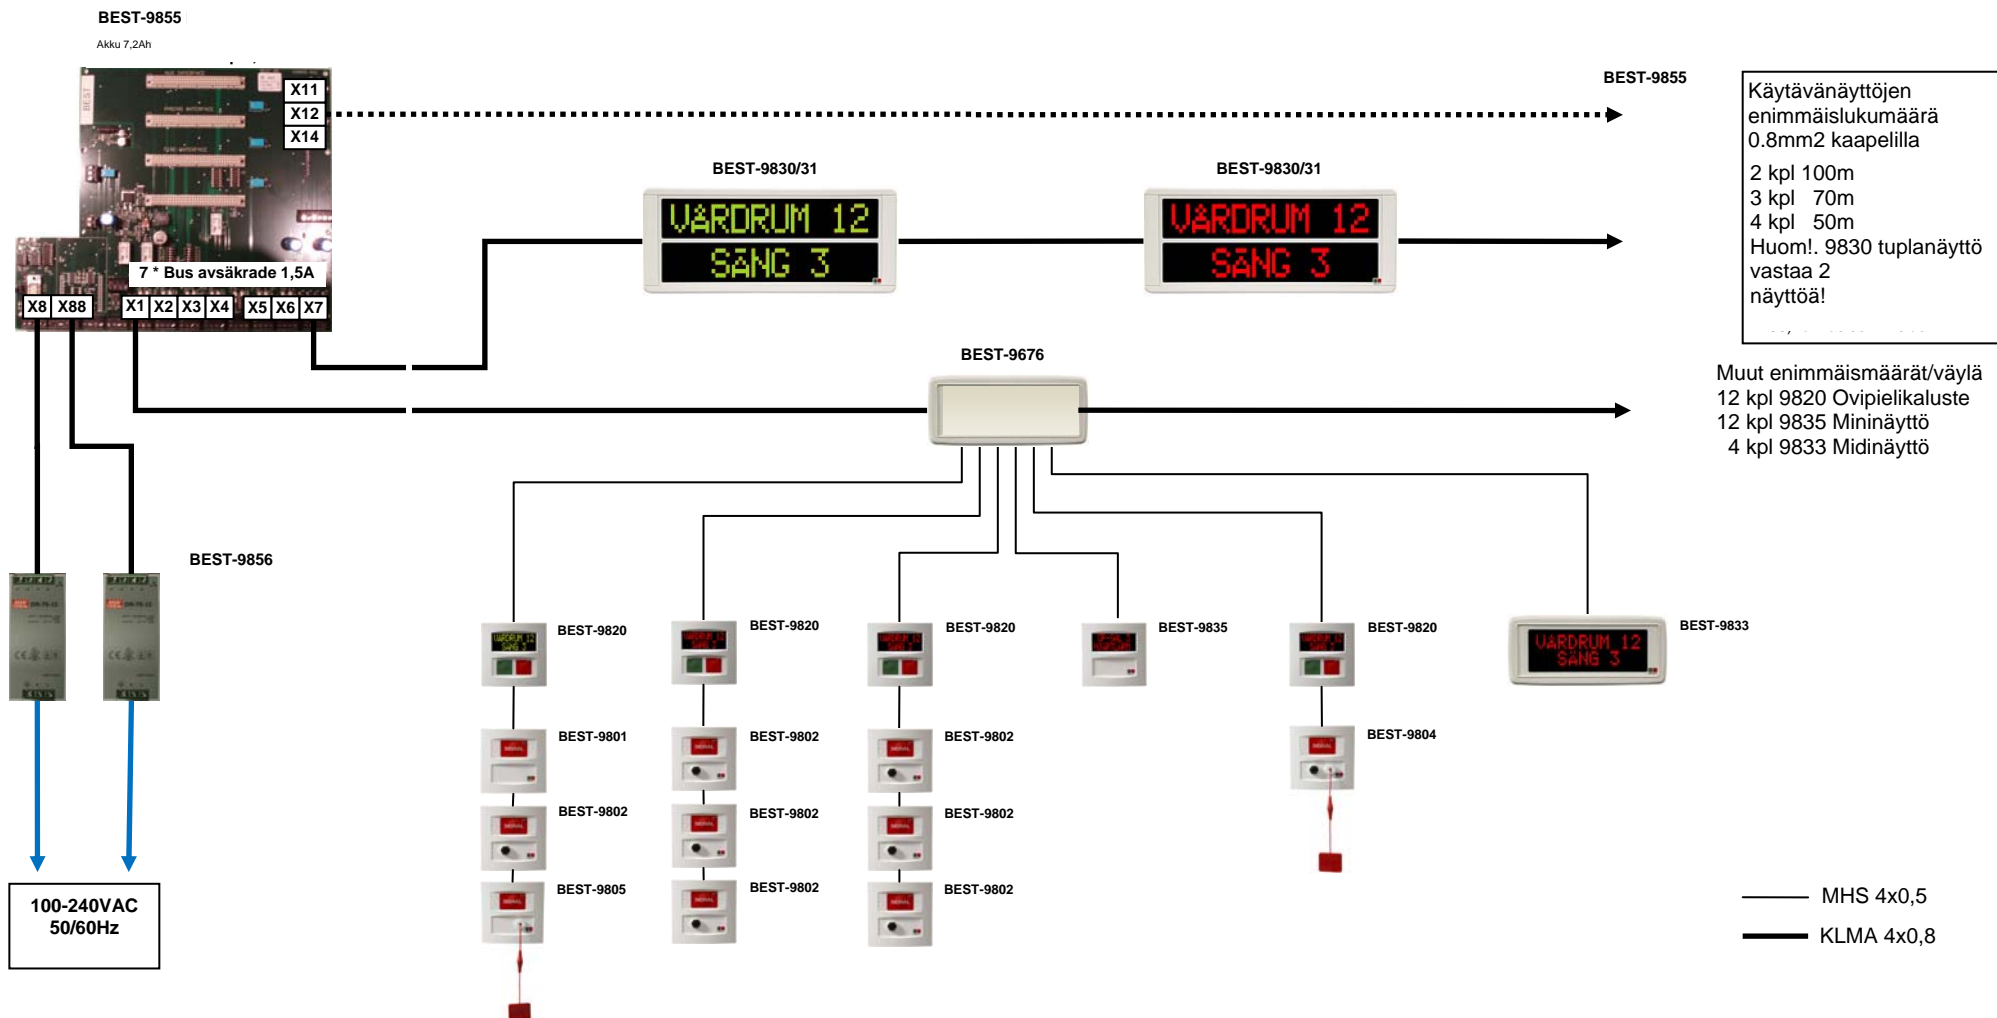 BEST-9855
Akku 7,2Ah
BEST
X11
X12
X14
7 * Bus avsäkrade 1,5A
X8 X88 X1 X2 X3 X4 X5 X6 X7
BEST-9855
Käytävänäyttöjen
enimmäislukumäärä
0.8mm2 kaapelilla
2 kpl 100m
3 kpl 70m
4 kpl 50m
Huom!. 9830 tuplanäyttö
vastaa 2
näyttöä!
BEST-9830/31
VÅRDRUM 12
SÄNG 3
BEST-9830/31
VÅRDRUM 12
SÄNG 3
Muut enimmäismäärät/väylä
12 kpl 9820 Ovipielikaluste
12 kpl 9835 Mininäyttö
4 kpl 9833 Midinäyttö
BEST-9676
BEST-9856
BEST-9820
VÅRDRUM 12
SÄNG 3
BEST-9820
BEST-9820
BEST-9835
BEST-9820
BEST-9833
VÅRDRUM 12
SÄNG 3
BEST-9801
BEST-9802
BEST-9802
BEST-9804
BEST-9802
BEST-9802
BEST-9802
BEST-9805
BEST-9802
BEST-9802
100-240VAC
50/60Hz
MHS 4x0,5
KLMA 4x0,8